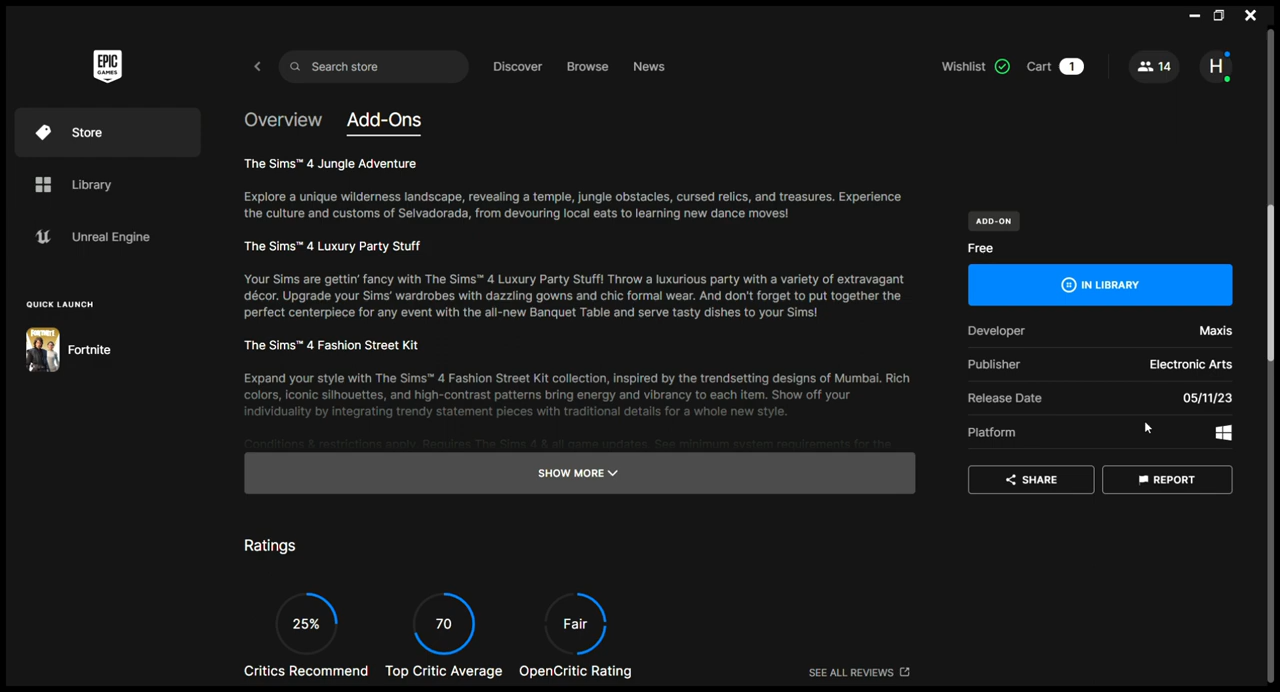 EPIC
GAMES
Search store
Discover
Browse
News
Wishlist
Cart 1
14
H
Store
Library
Unreal Engine
QUICK LAUNCH
FORTNITE
Fortnite
Overview
Add-Ons
The Sims™ 4 Jungle Adventure
Explore a unique wilderness landscape, revealing a temple, jungle obstacles, cursed relics, and treasures. Experience
the culture and customs of Selvadorada, from devouring local eats to learning new dance moves!
The Sims™ 4 Luxury Party Stuff
Your Sims are gettin’ fancy with The Sims™ 4 Luxury Party Stuff! Throw a luxurious party with a variety of extravagant
décor. Upgrade your Sims’ wardrobes with dazzling gowns and chic formal wear. And don't forget to put together the
perfect centerpiece for any event with the all-new Banquet Table and serve tasty dishes to your Sims!
The Sims™ 4 Fashion Street Kit
Expand your style with The Sims™ 4 Fashion Street Kit collection, inspired by the trendsetting designs of Mumbai. Rich
colors, iconic silhouettes, and high-contrast patterns bring energy and vibrancy to each item. Show off your
individuality by integrating trendy statement pieces with traditional details for a whole new style.
Conditions & restrictions apply. Requires The Sims 4 & all game updates. See minimum system requirements for the
SHOW MORE
ADD-ON
Free
IN LIBRARY
Developer Maxis
Publisher Electronic Arts
Release Date 05/11/23
Platform
SHARE
REPORT
Ratings
25%
70
Fair
Critics Recommend
Top Critic Average
OpenCritic Rating
SEE ALL REVIEWS